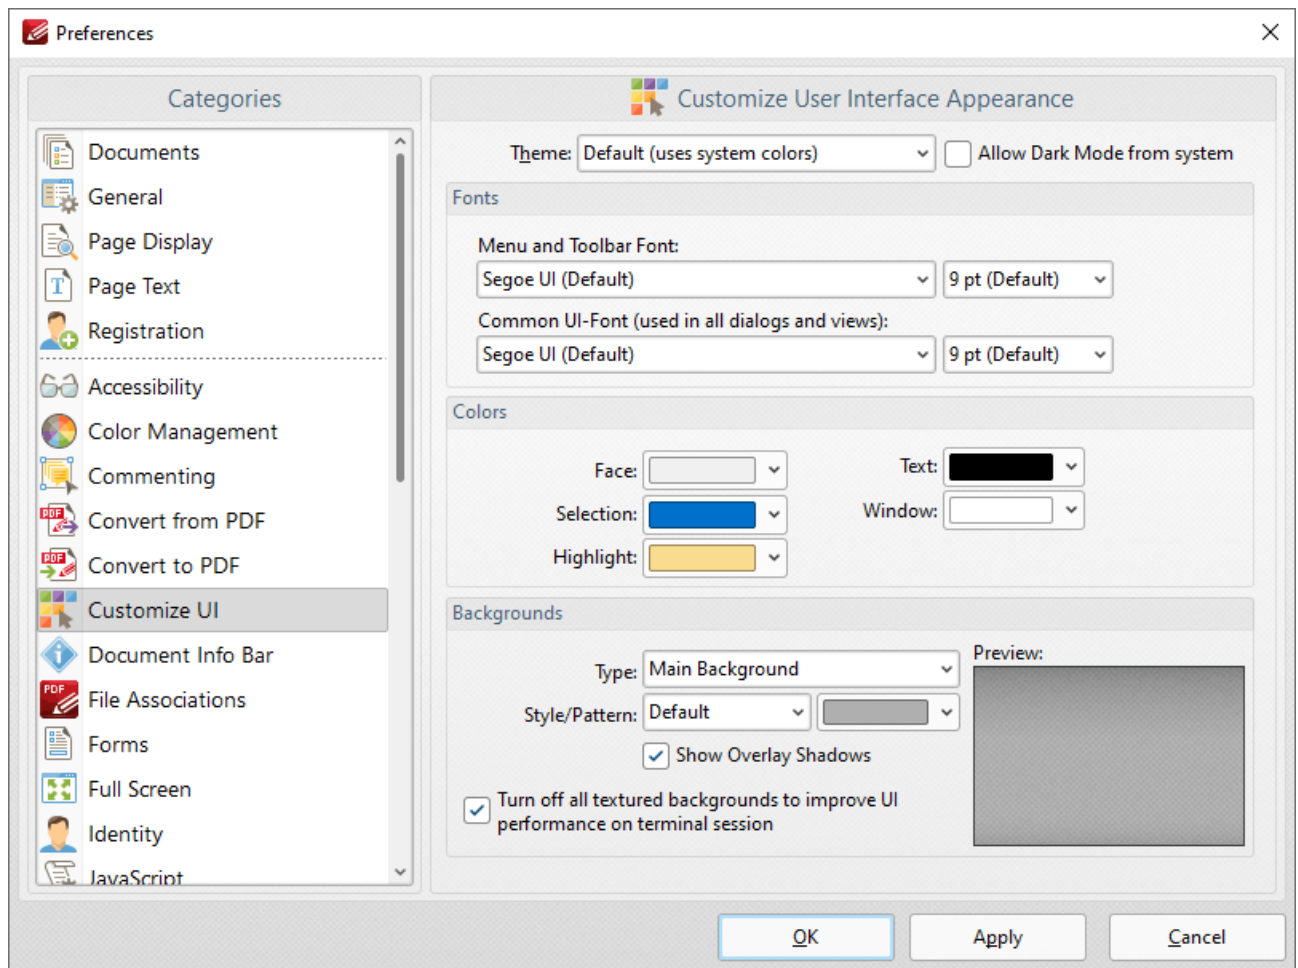 Preferences
Categories
Documents
General
Page Display
Page Text
Registration
Accessibility
Color Management
Commenting
Convert from PDF
Convert to PDF
Customize UI
Document Info Bar
File Associations
Forms
Full Screen
Identity
JavaScript
Customize User Interface Appearance
Theme: Default (uses system colors) Allow Dark Mode from system
Fonts
Menu and Toolbar Font:
Segoe UI (Default) 9 pt (Default)
Common UI-Font (used in all dialogs and views):
Segoe UI (Default) 9 pt (Default)
Colors
Face: Text:
Selection: Window:
Highlight:
Backgrounds
Type: Main Background Preview:
Style/Pattern: Default
Show Overlay Shadows
Turn off all textured backgrounds to improve UI
performance on terminal session
OK Apply Cancel